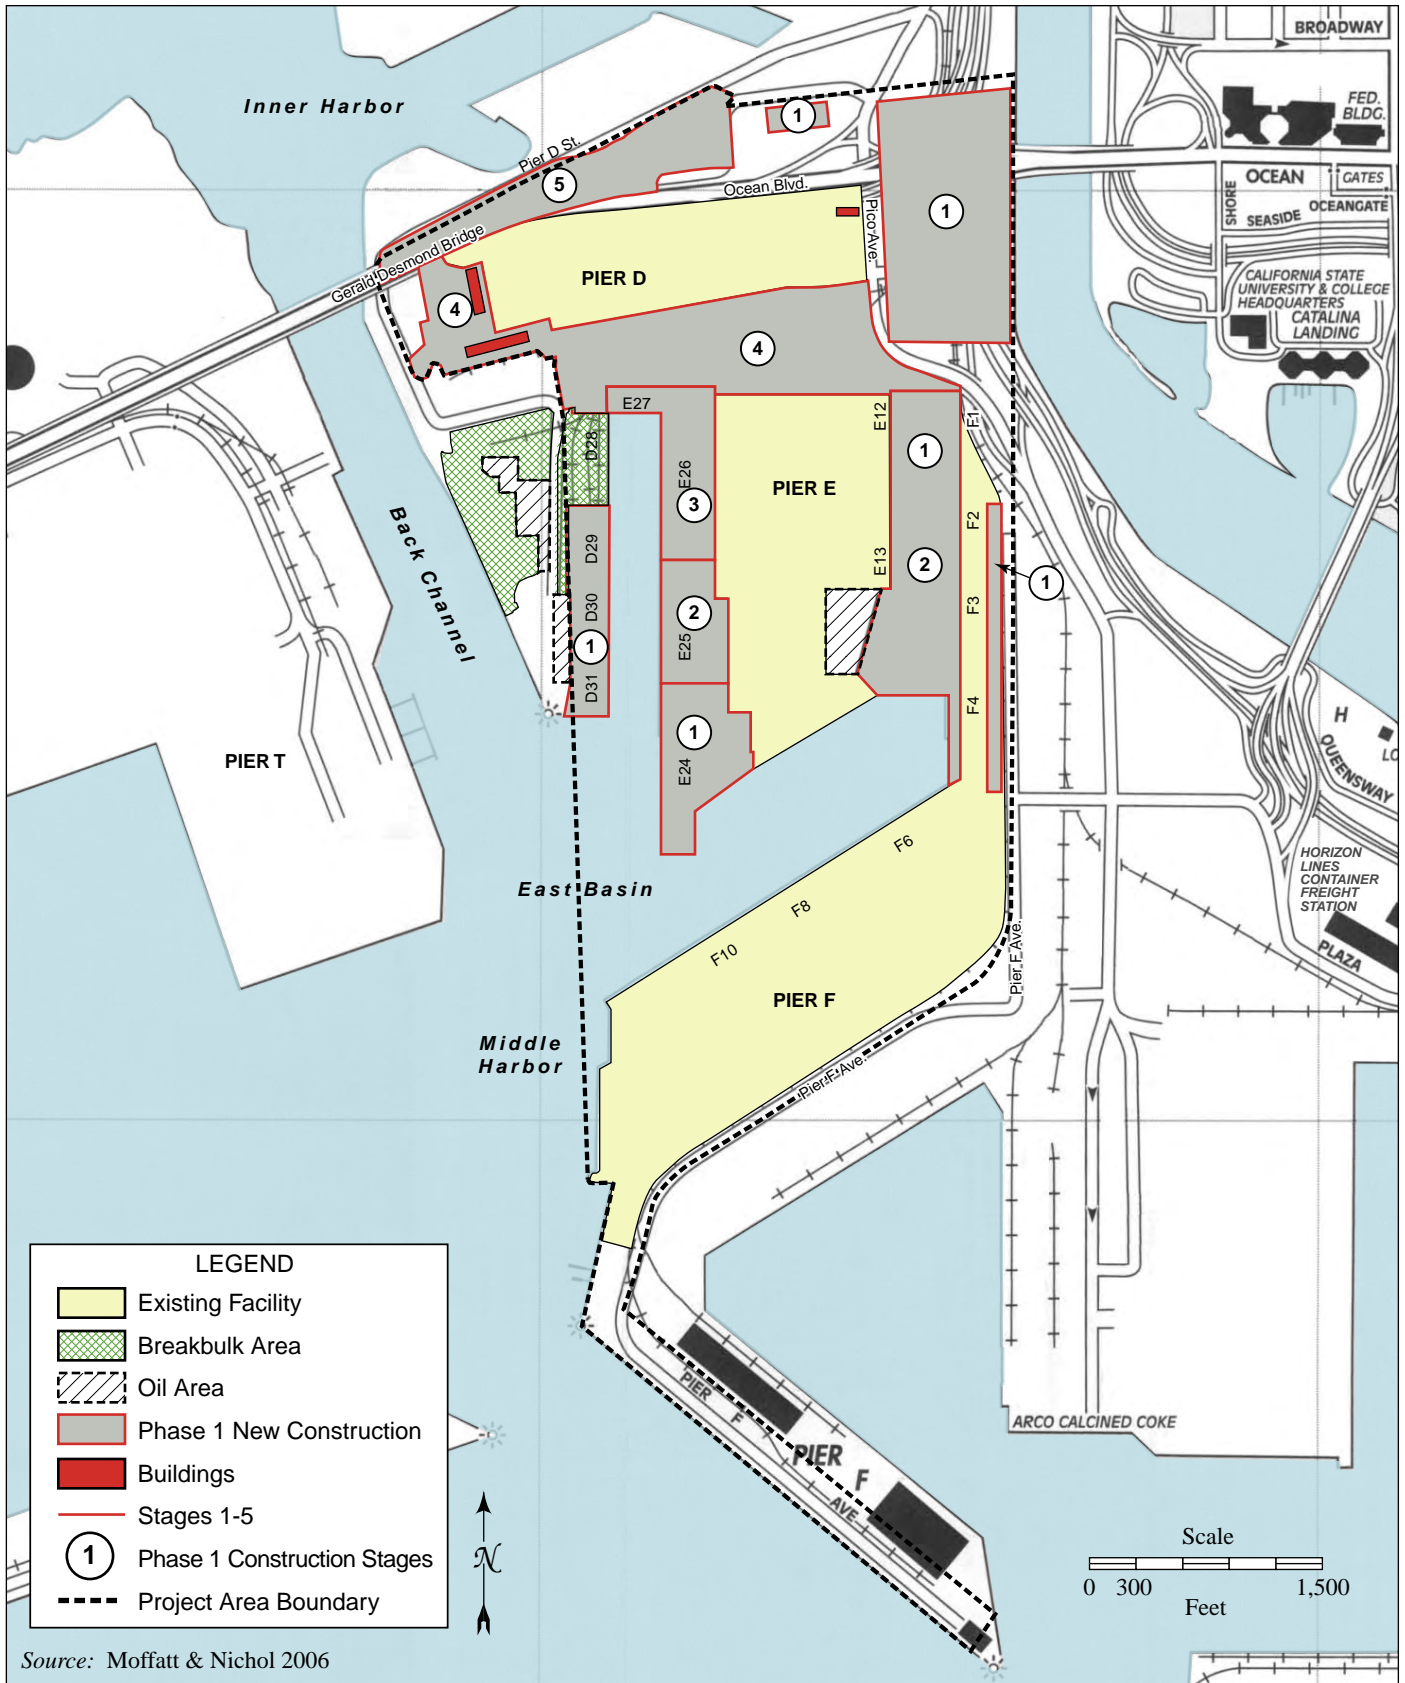 BROADWAY
Inner Harbor
FED.
BLDG.
Pier D St.
1
5
Ocean Blvd.
OCEAN
GATES
SHORE
OCEANGATE
SEASIDE
Pico Ave.
1
Gerald Desmond Bridge
PIER D
CALIFORNIA STATE
UNIVERSITY & COLLEGE
HEADQUARTERS
CATALINA
LANDING
4
4
E27
E12
F1
D28
E26
1
3
PIER E
F2
Back Channel
D29
E13
2
1
D30
2
F3
1
E25
D31
F4
1
E24
PIER T
H
QUEENSWAY
LO
F6
HORIZON
LINES
CONTAINER
FREIGHT
STATION
East Basin
F8
F10
PLAZA
Pier F Ave.
PIER F
Middle
Harbor
Pier F Ave.
PIER
F
AVE
PIER
F
ARCO CALCINED COKE
LEGEND
Existing Facility
Breakbulk Area
Oil Area
Phase 1 New Construction
Buildings
Stages 1-5
1
Phase 1 Construction Stages
Project Area Boundary
N
Scale
0 300 1,500
Feet
Source: Moffatt & Nichol 2006